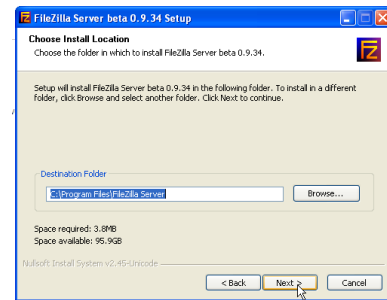 FileZilla Server beta 0.9.34 Setup
Choose Install Location
Choose the folder in which to install FileZilla Server beta 0.9.34.
Setup will install FileZilla Server beta 0.9.34 in the following folder. To install in a different
folder, click Browse and select another folder. Click Next to continue.
Destination Folder
C:\Program Files\FileZilla Server
Browse...
Space required: 3.8MB
Space available: 95.9GB
Nullsoft Install System v2.45-Unicode
< Back Next > Cancel